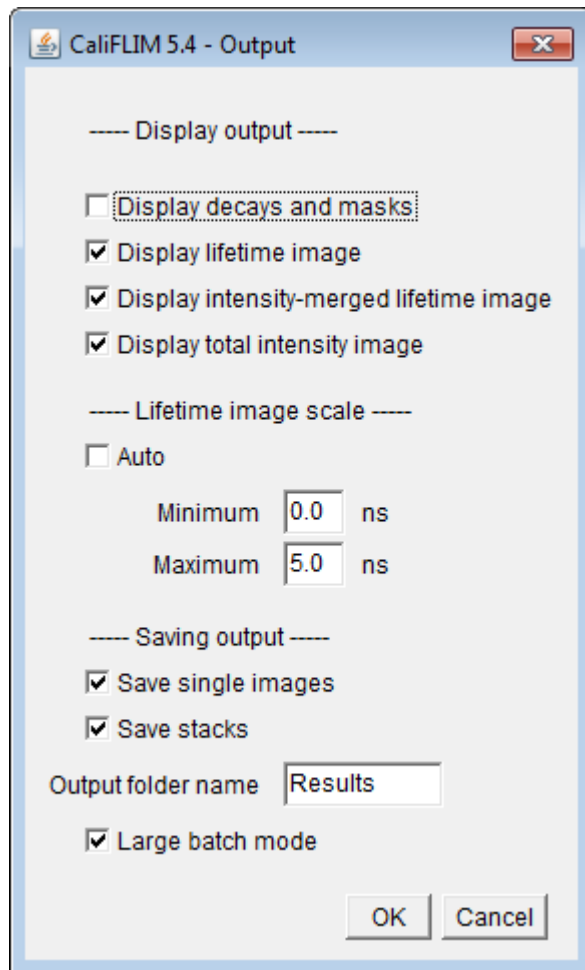 CaliFLIM 5.4 - Output
----- Display output -----
Display decays and masks
Display lifetime image
Display intensity-merged lifetime image
Display total intensity image
----- Lifetime image scale -----
Auto
Minimum 0.0 ns
Maximum 5.0 ns
----- Saving output -----
Save single images
Save stacks
Output folder name Results
Large batch mode
OK Cancel